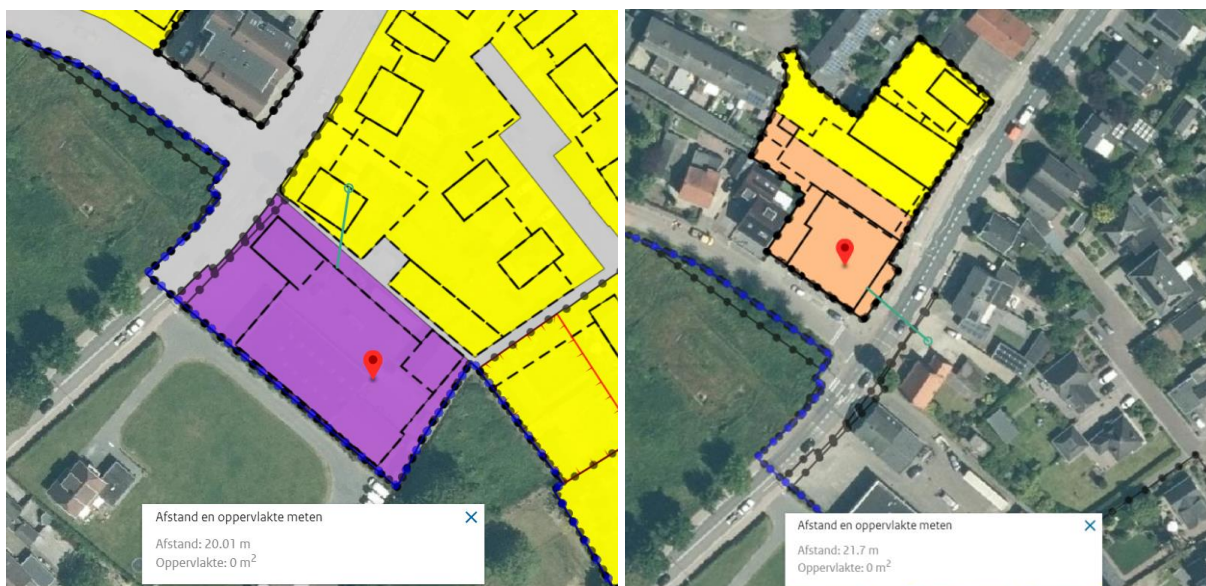 Afstand en oppervlakte meten
Afstand: 20.01 m
Oppervlakte: 0 m²
Afstand en oppervlakte meten
Afstand: 21.7 m
Oppervlakte: 0 m²